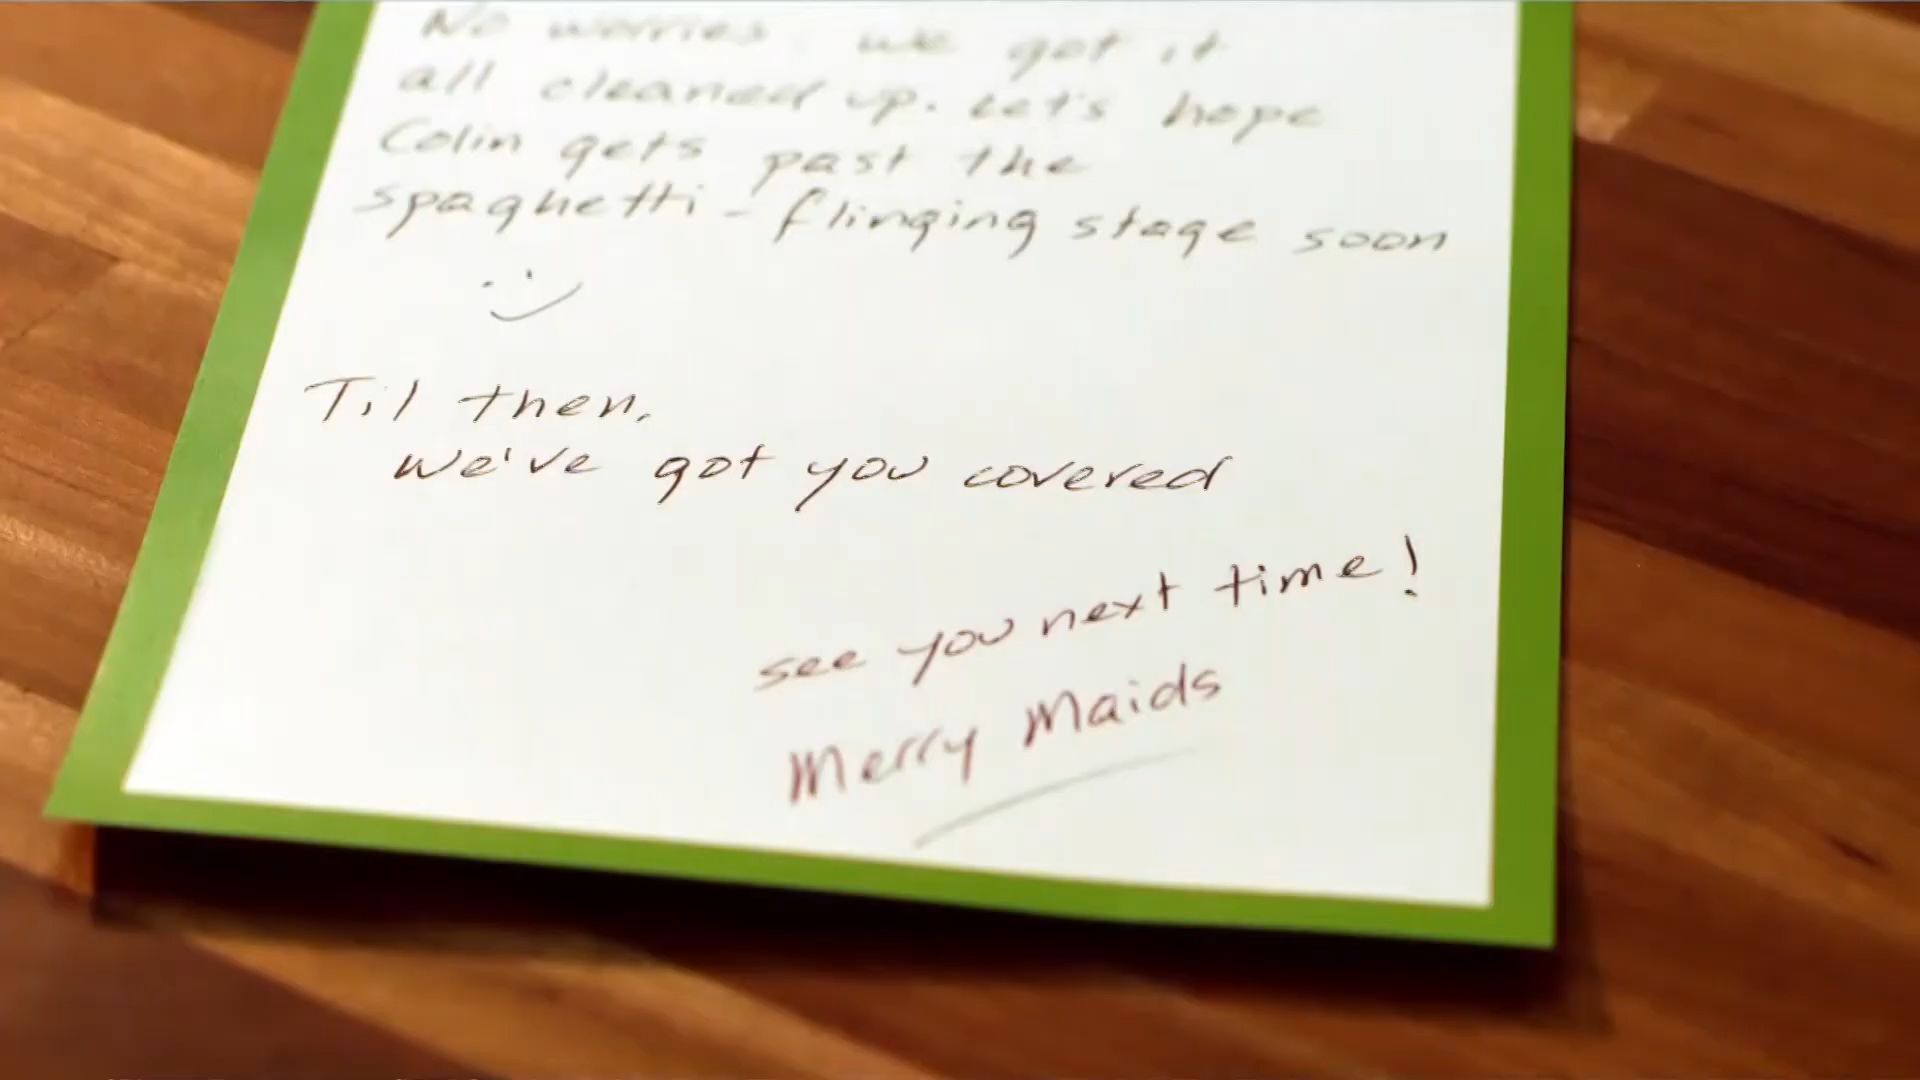 No worries, we got it
all cleaned up. Let's hope
Colin gets past the
spaghetti-flinging stage soon
:)
Til then,
we've got you covered
see you next time!
Merry Maids